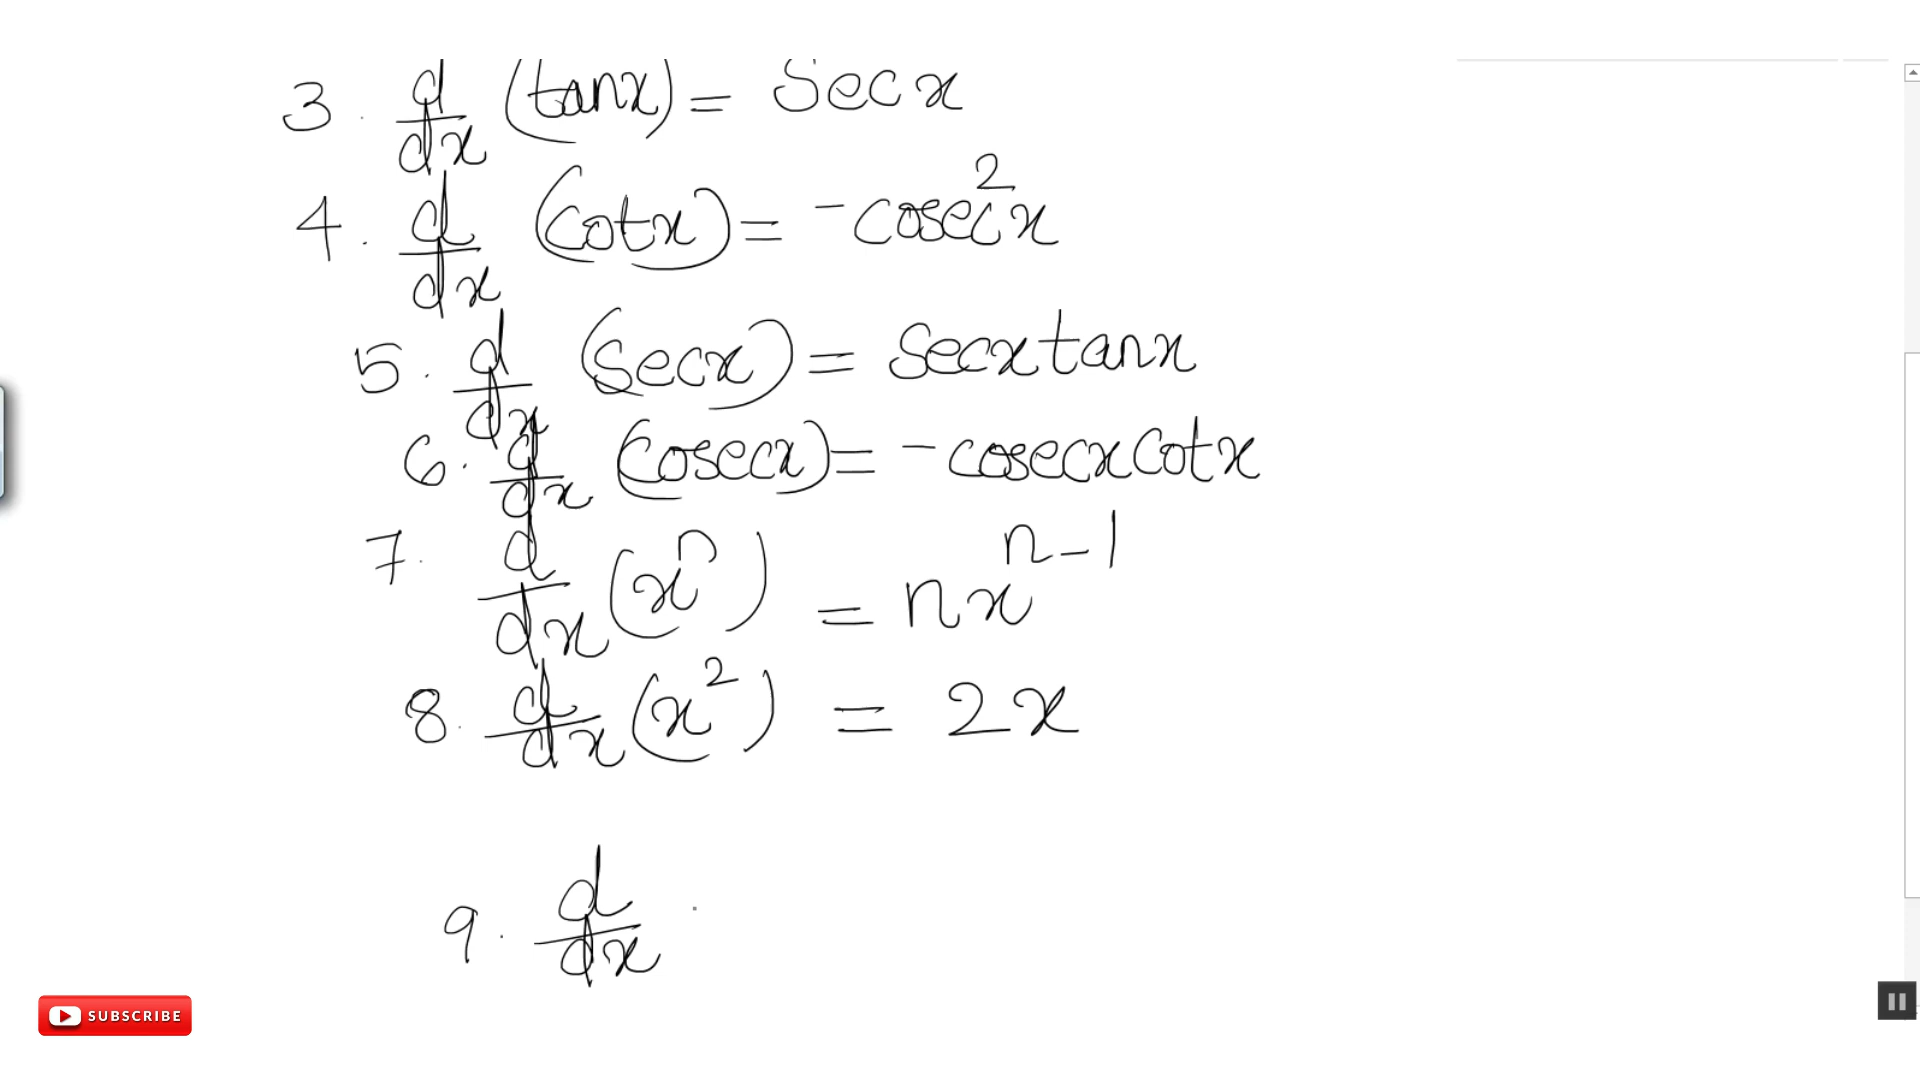 3. d/dx (tanx) = Secx
4. d/dx (cotx) = -cosec²x
5. d/dx (secx) = secxtanx
6. d/dx (cosecx) = -cosecxcotx
7. d/dx (xⁿ) = nxⁿ⁻¹
8. d/dx (x²) = 2x
9. d/dx
SUBSCRIBE